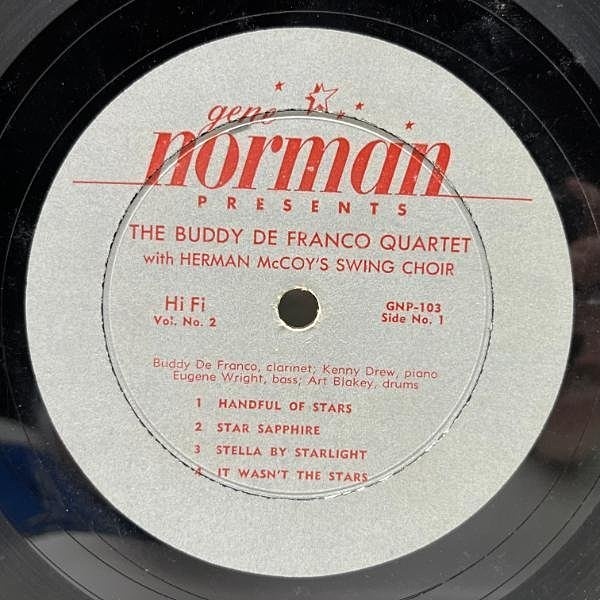 gene
norman
PRESENTS
THE BUDDY DE FRANCO QUARTET
with HERMAN McCOY'S SWING CHOIR
Hi Fi
Vol. No. 2
GNP-103
Side No. 1
Buddy De Franco, clarinet; Kenny Drew, piano
Eugene Wright, bass; Art Blakey, drums
1 HANDFUL OF STARS
2 STAR SAPPHIRE
3 STELLA BY STARLIGHT
4 IT WASN'T THE STARS